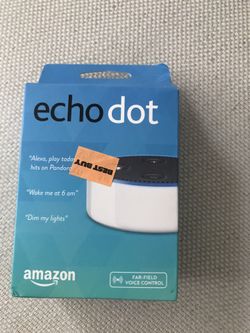 echo dot
"Alexa, play today's
hits on Pandora
BEST BUY
"Wake me at 6 am"
"Dim my lights"
amazon
FAR-FIELD
VOICE CONTROL